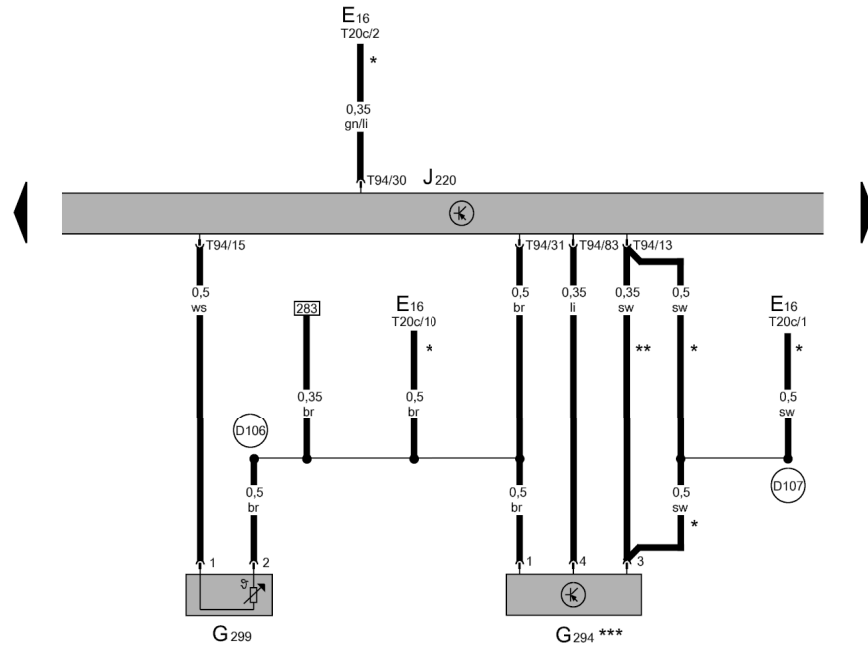 E16
T20c/2
*
0,35
gn/li
T94/30
J220
T94/15
T94/31
T94/83
T94/13
0,5
ws
283
E16
T20c/10
*
0,5
br
0,35
li
0,35
sw
**
0,5
sw
*
E16
T20c/1
*
0,35
br
0,5
br
0,5
sw
D106
D107
0,5
br
0,5
br
0,5
sw
*
1
2
1
4
3
ϑ
G299
G294 ***